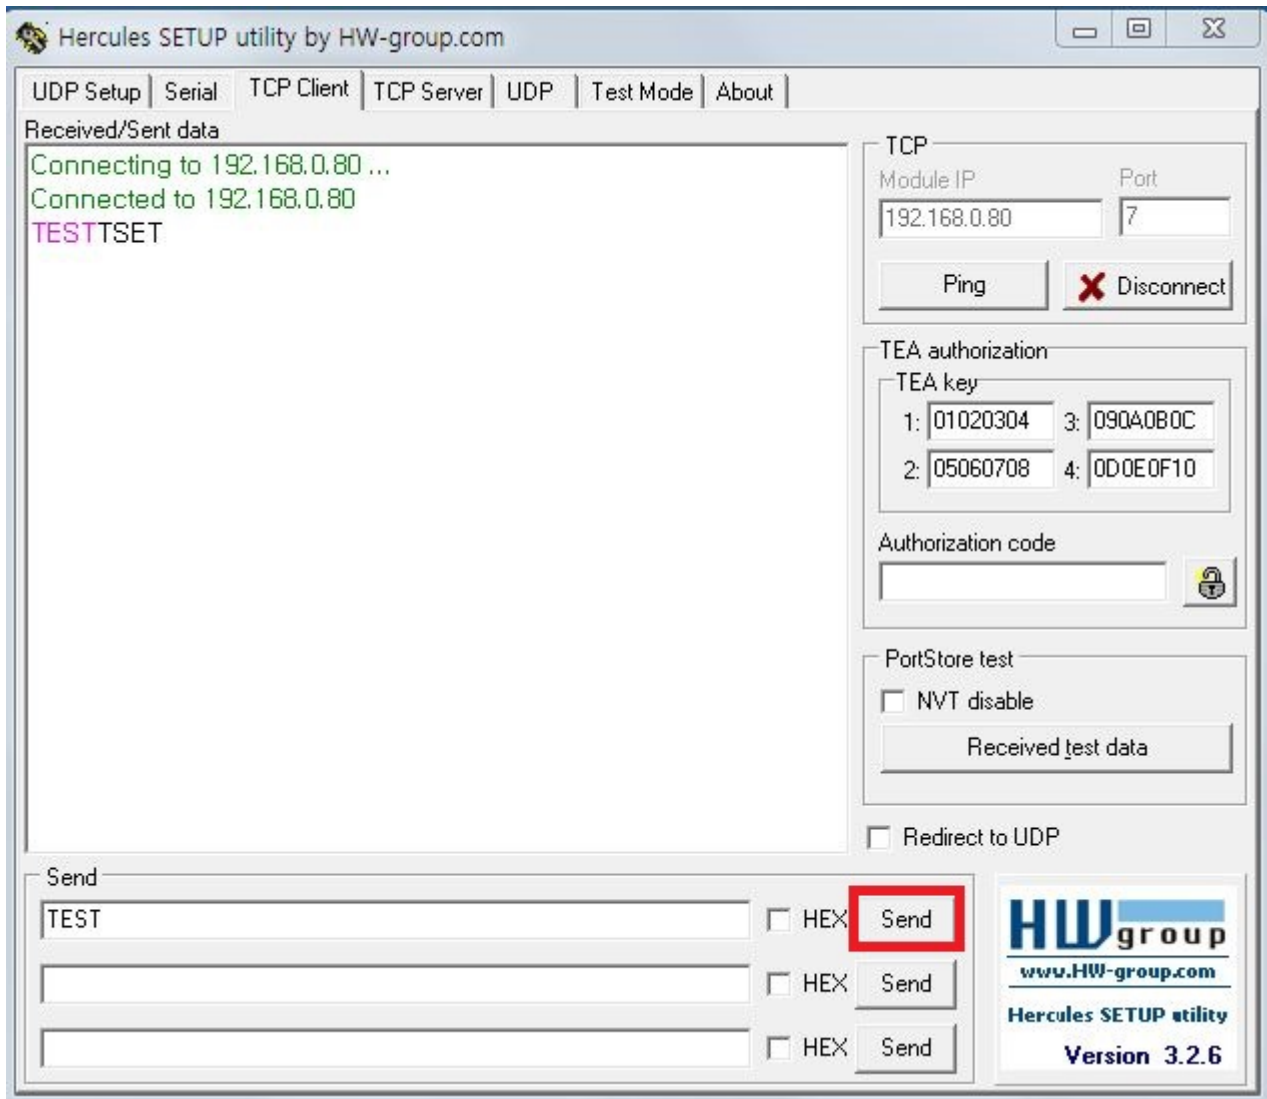 Hercules SETUP utility by HW-group.com
UDP Setup Serial TCP Client TCP Server UDP Test Mode About
Received/Sent data
Connecting to 192.168.0.80 ...
Connected to 192.168.0.80
TESTTSET
TCP
Module IP Port
192.168.0.80 7
Ping Disconnect
TEA authorization
TEA key
1: 01020304 3: 090A0B0C
2: 05060708 4: 0D0E0F10
Authorization code
PortStore test
NVT disable
Received test data
Redirect to UDP
Send
TEST HEX Send
HEX Send
HEX Send
HW group
www.HW-group.com
Hercules SETUP utility
Version 3.2.6